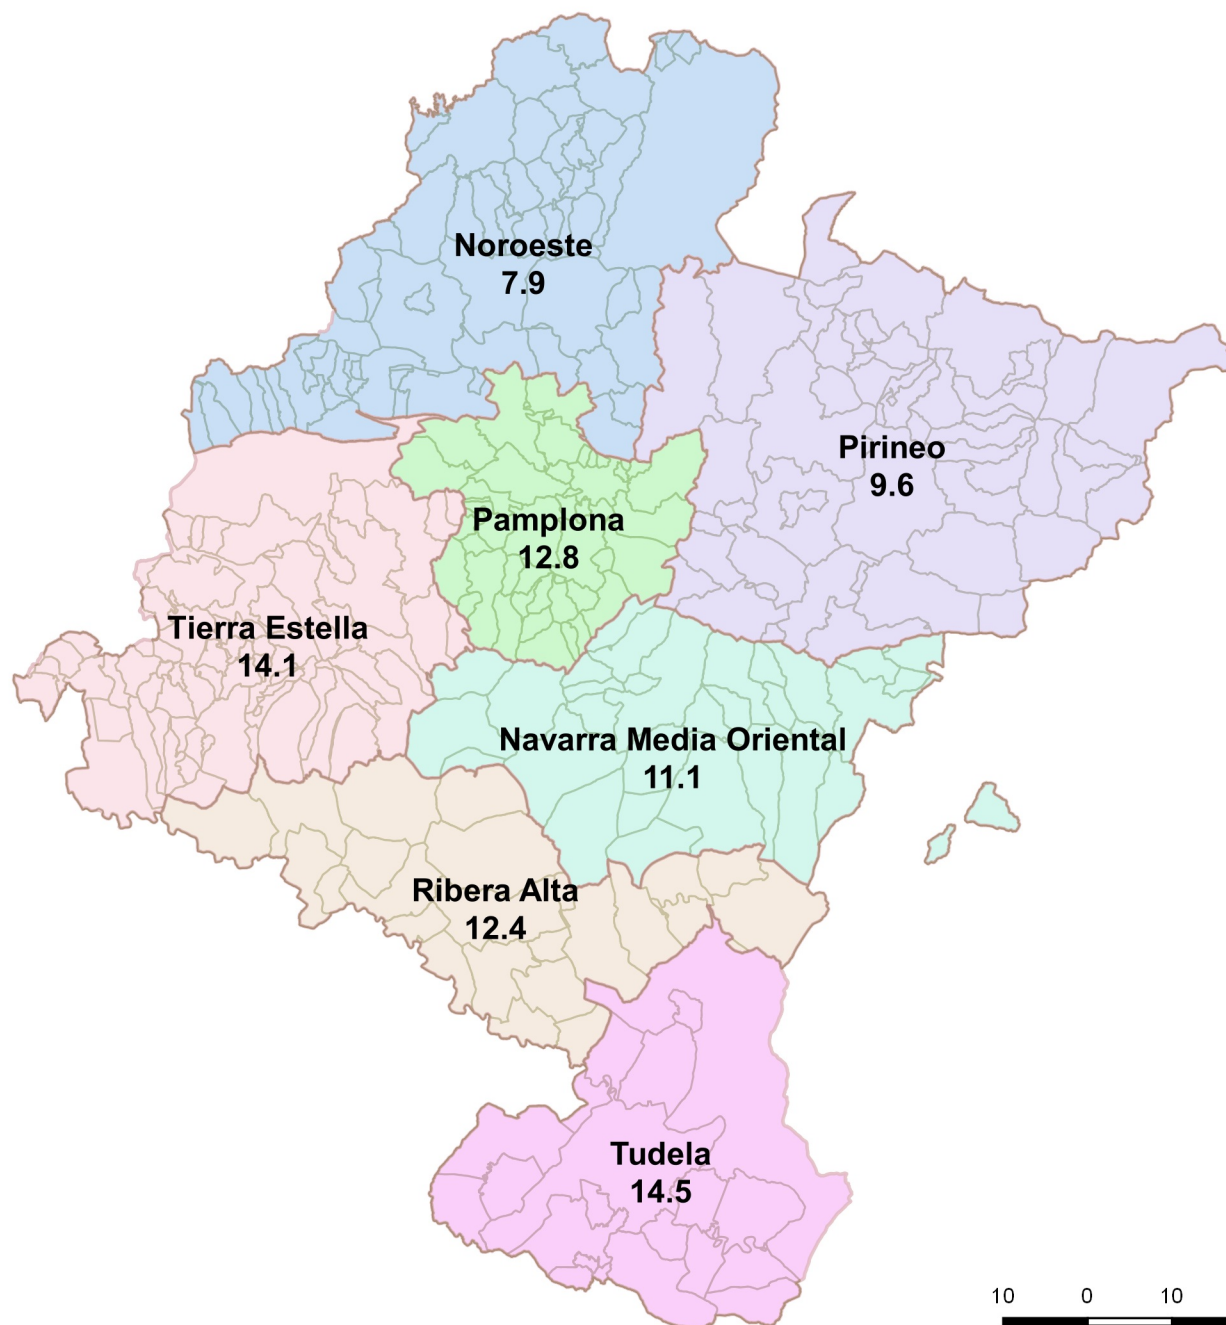 Noroeste
7.9
Pirineo
9.6
Pamplona
12.8
Tierra Estella
14.1
Navarra Media Oriental
11.1
Ribera Alta
12.4
Tudela
14.5
10 0 10